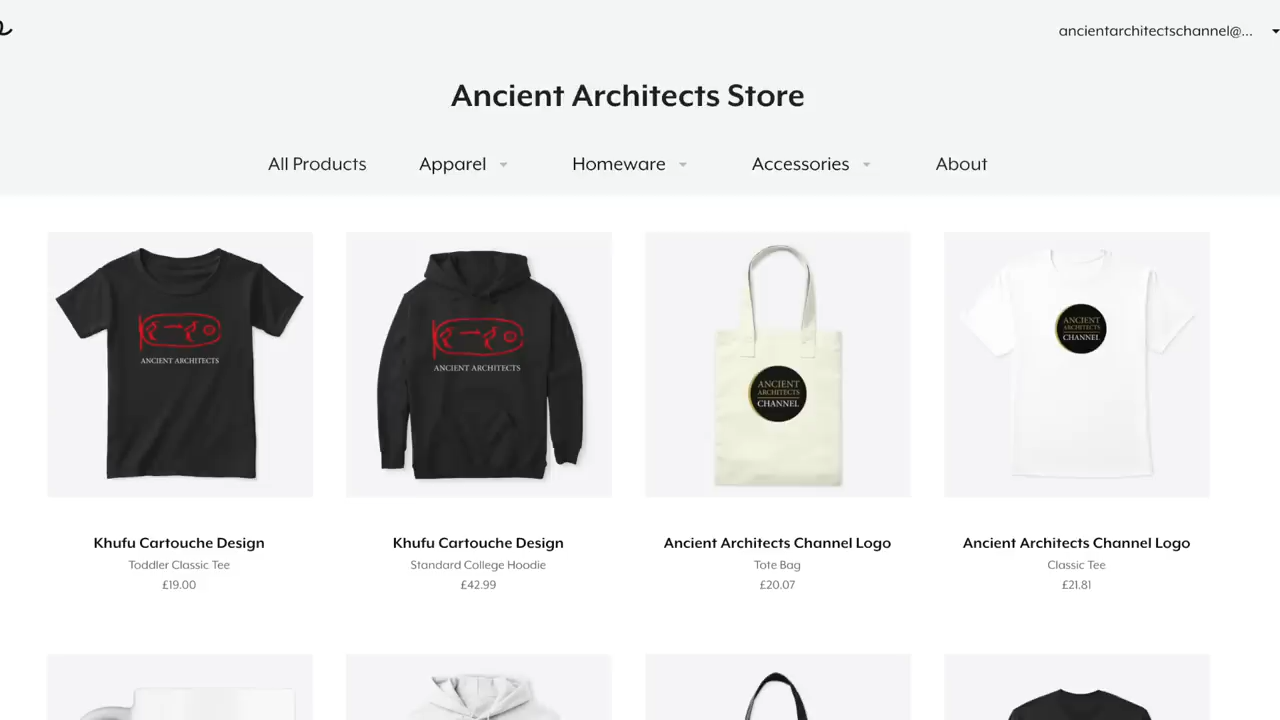 ancientarchitectschannel@...
Ancient Architects Store
All Products Apparel Homeware Accessories About
ANCIENT ARCHITECTS
ANCIENT ARCHITECTS
ANCIENT
ARCHITECTS
CHANNEL
ANCIENT
ARCHITECTS
CHANNEL
Khufu Cartouche Design
Toddler Classic Tee
£19.00
Khufu Cartouche Design
Standard College Hoodie
£42.99
Ancient Architects Channel Logo
Tote Bag
£20.07
Ancient Architects Channel Logo
Classic Tee
£21.81